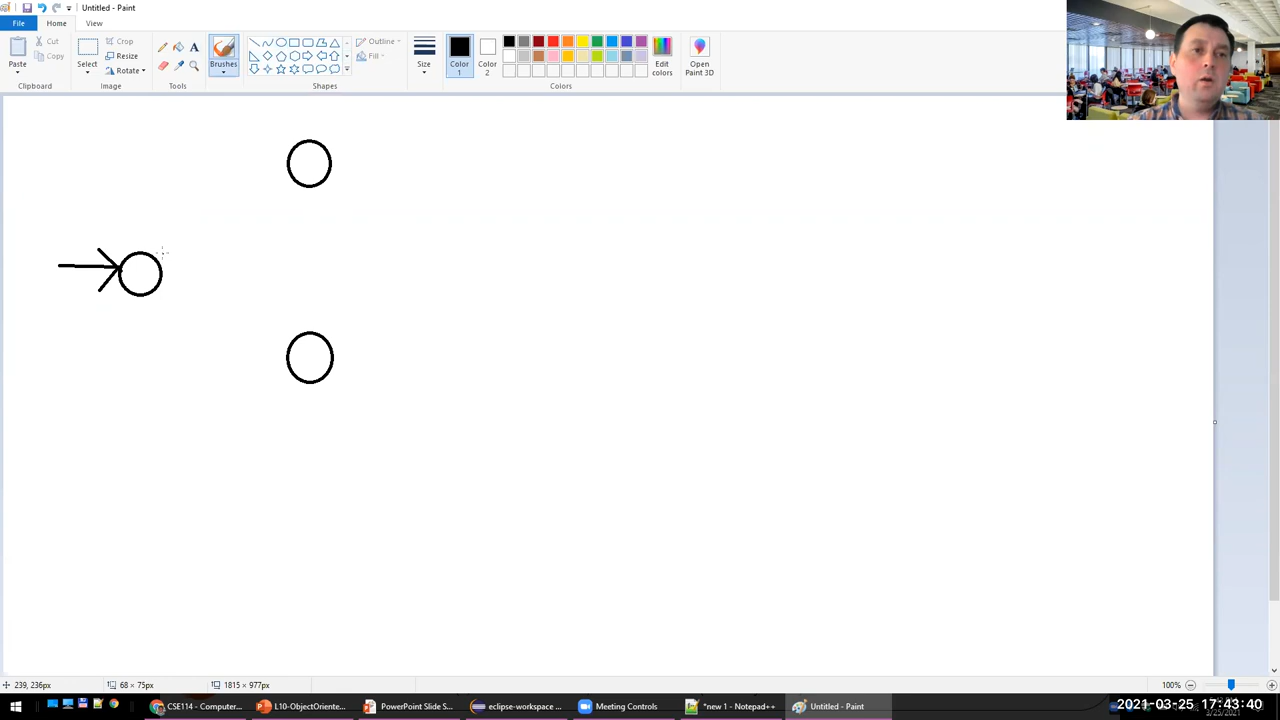 Untitled - Paint
File Home View
Paste
Cut
Copy
Clipboard
Select
Crop
Resize
Rotate
Image
A
Tools
Brushes
Shapes
Outline
Fill
Size
Color 1
Color 2
Edit colors
Colors
Open Paint 3D
239, 236px
68 × 75px
1815 × 977px
100%
CSE114 - Computer...
L10-ObjectOriente...
PowerPoint Slide S...
eclipse-workspace ...
Meeting Controls
*new 1 - Notepad++
Untitled - Paint
2021-03-25 17:43:40